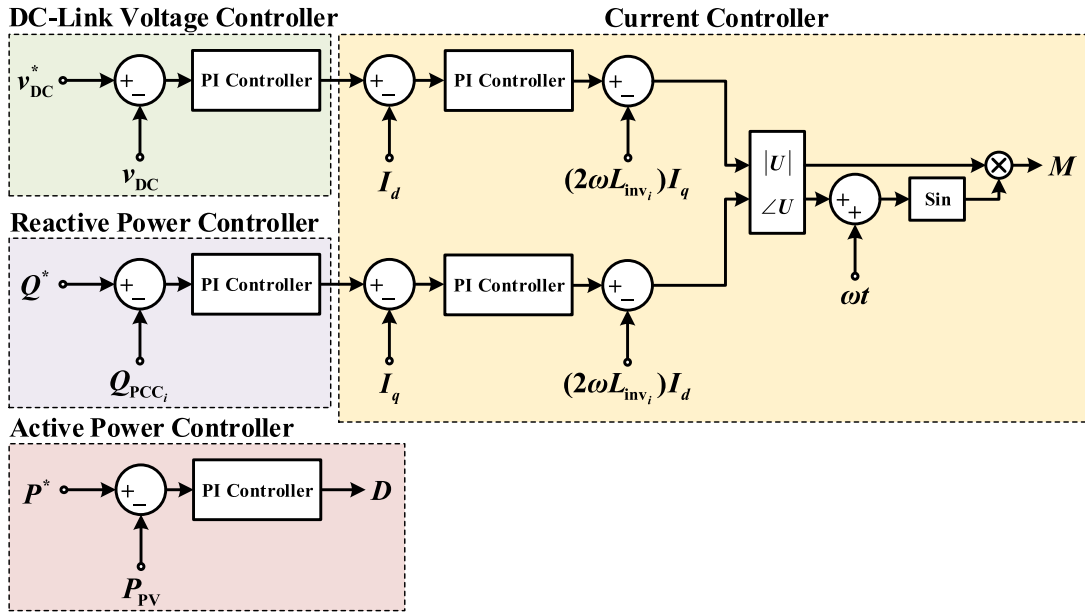 DC-Link Voltage Controller
Current Controller
v*DC
+
−
PI Controller
+
−
PI Controller
+
−
vDC
Id
(2ωLinvi)Iq
|U|
∠U
M
+
+
Sin
ωt
Reactive Power Controller
Q*
+
−
PI Controller
+
−
PI Controller
+
−
QPCCi
Iq
(2ωLinvi)Id
Active Power Controller
P*
+
−
PI Controller
D
PPV